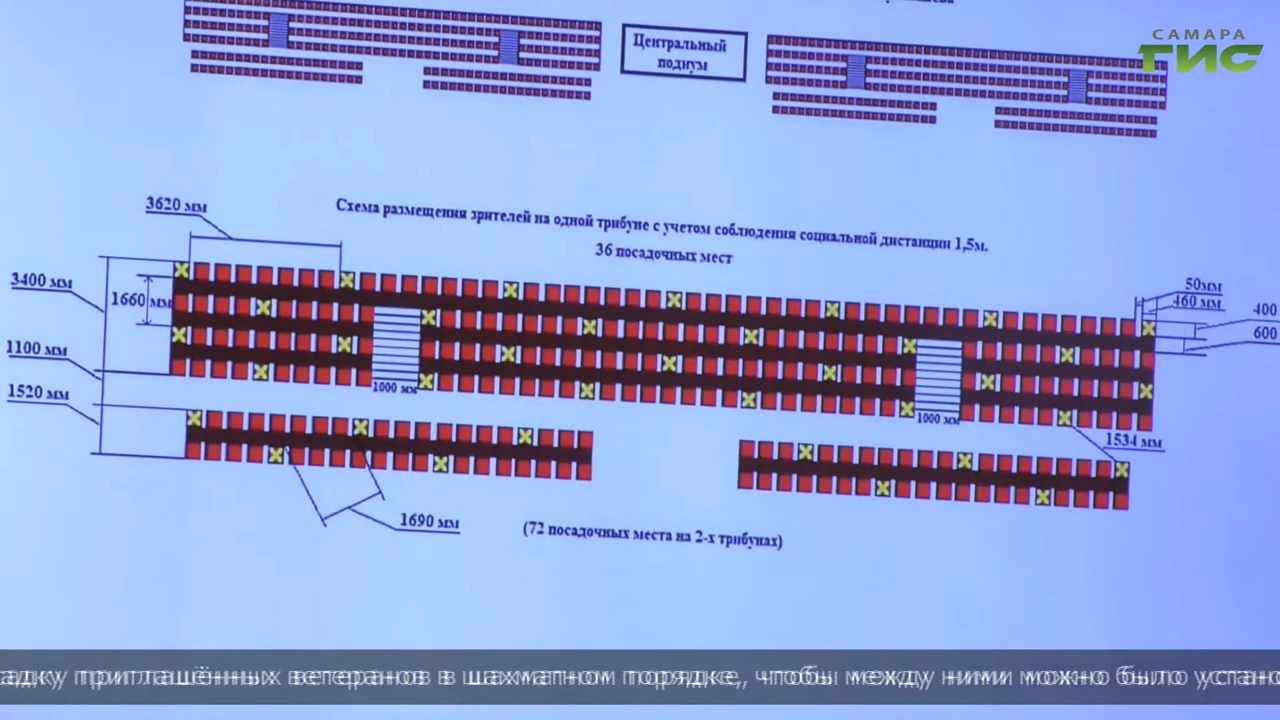 САМАРА
ГИС
Центральный
подиум
3620 мм
Схема размещения зрителей на одной трибуне с учетом соблюдения социальной дистанции 1,5м.
36 посадочных мест
3400 мм
1660 мм
50мм
460 мм
400
600
1100 мм
1520 мм
1000 мм
1000 мм
1534 мм
1690 мм
(72 посадочных места на 2-х трибунах)
приглашённых ветеранов в шахматном порядке, чтобы между ними можно было